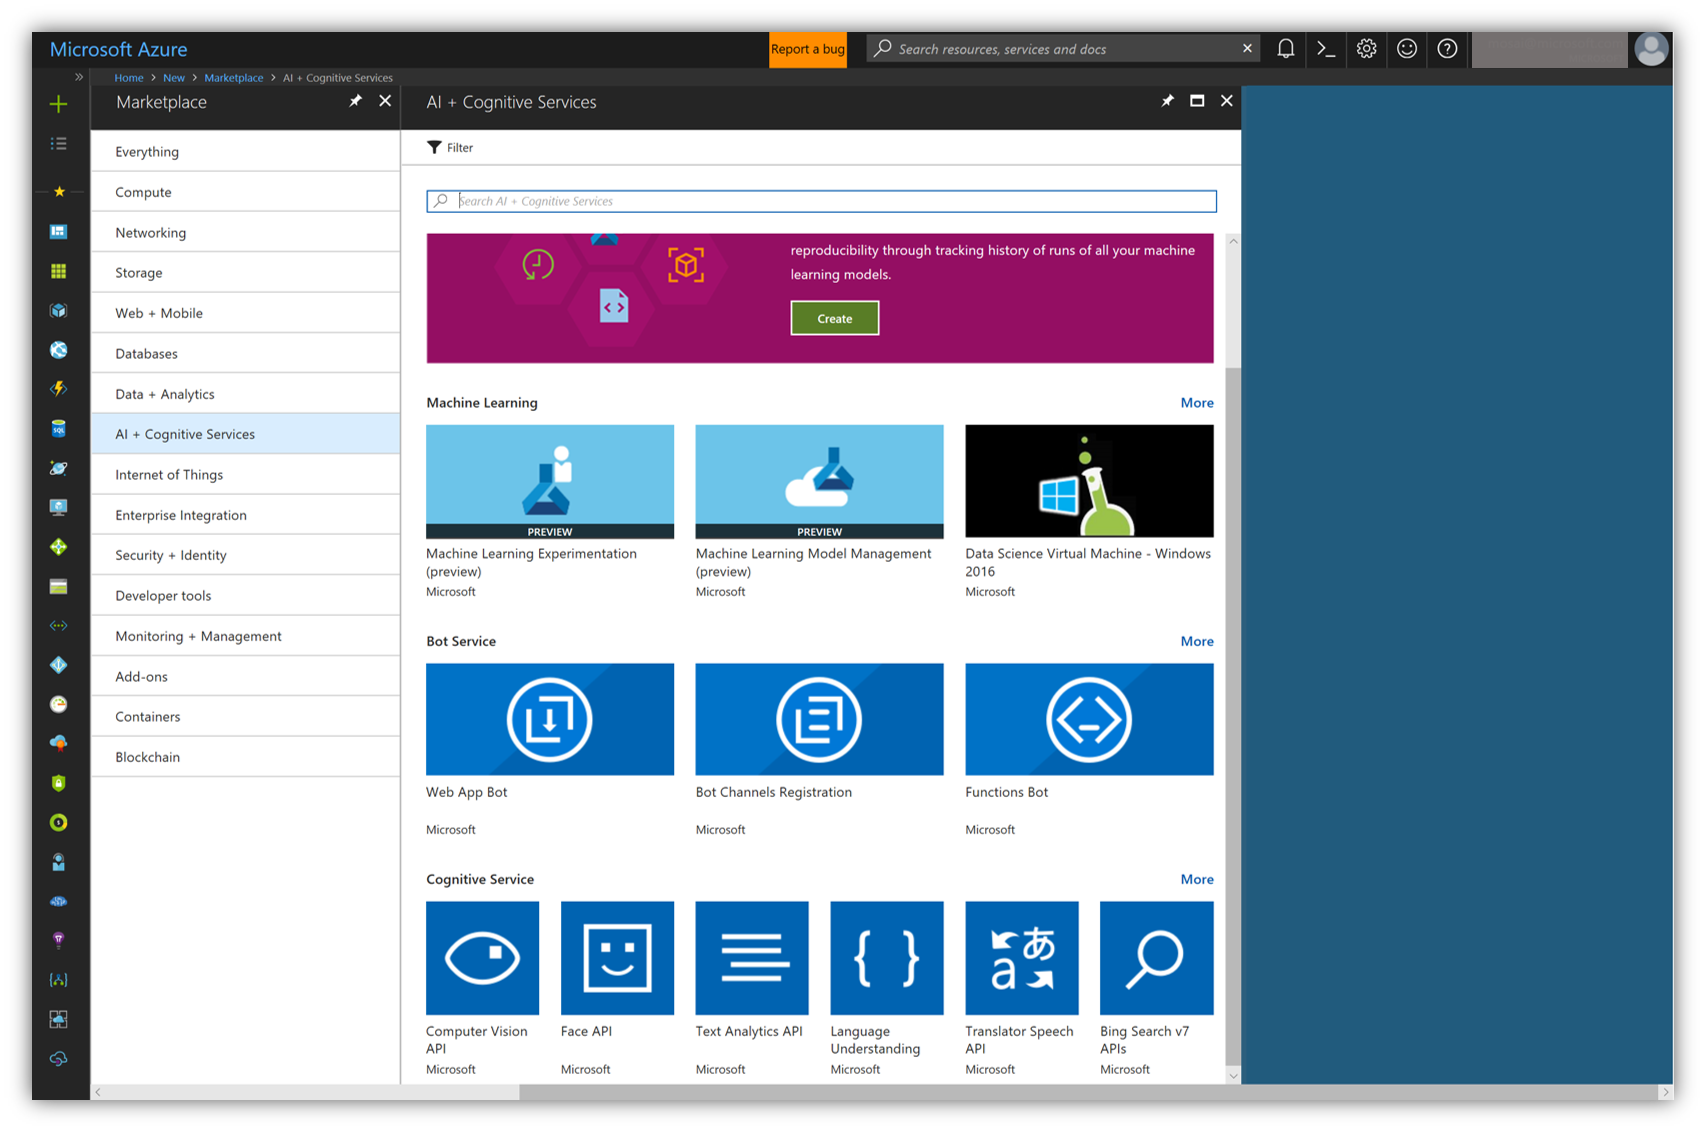 Microsoft Azure
Report a bug
Search resources, services and docs
Home > New > Marketplace > AI + Cognitive Services
Marketplace
AI + Cognitive Services
Everything
Compute
Networking
Storage
Web + Mobile
Databases
Data + Analytics
AI + Cognitive Services
Internet of Things
Enterprise Integration
Security + Identity
Developer tools
Monitoring + Management
Add-ons
Containers
Blockchain
Filter
Search AI + Cognitive Services
reproducibility through tracking history of runs of all your machine
learning models.
Create
Machine Learning
More
PREVIEW
Machine Learning Experimentation
(preview)
Microsoft
PREVIEW
Machine Learning Model Management
(preview)
Microsoft
Data Science Virtual Machine - Windows
2016
Microsoft
Bot Service
More
Web App Bot
Microsoft
Bot Channels Registration
Microsoft
Functions Bot
Microsoft
Cognitive Service
More
Computer Vision
API
Microsoft
Face API
Microsoft
Text Analytics API
Microsoft
Language
Understanding
Microsoft
a あ
Translator Speech
API
Microsoft
Bing Search v7
APIs
Microsoft
SQL